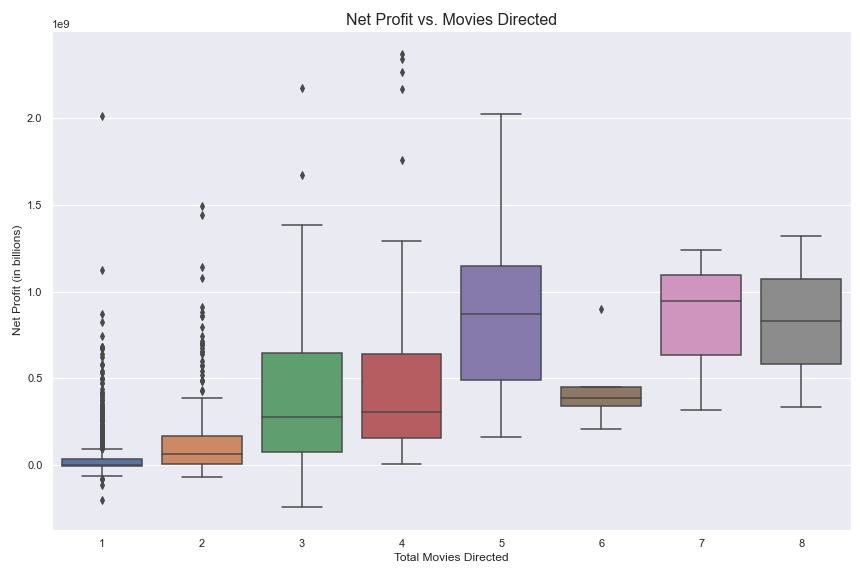 Net Profit vs. Movies Directed
1e9
2.0
1.5
1.0
0.5
0.0
Net Profit (in billions)
1 2 3 4 5 6 7 8
Total Movies Directed